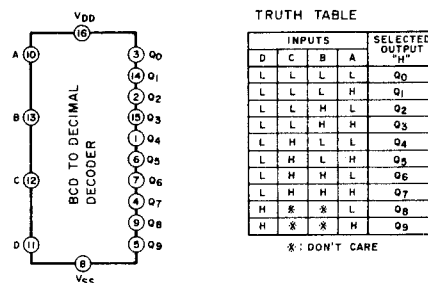 VDD
16
A 10
B 13
C 12
D 11
BCD TO DECIMAL
DECODER
3 Q0
14 Q1
2 Q2
15 Q3
1 Q4
6 Q5
7 Q6
4 Q7
9 Q8
5 Q9
8
VSS
TRUTH TABLE
INPUTS SELECTED OUTPUT "H"
D C B A
L L L L Q0
L L L H Q1
L L H L Q2
L L H H Q3
L H L L Q4
L H L H Q5
L H H L Q6
L H H H Q7
H ※ ※ L Q8
H ※ ※ H Q9
※: DON'T CARE